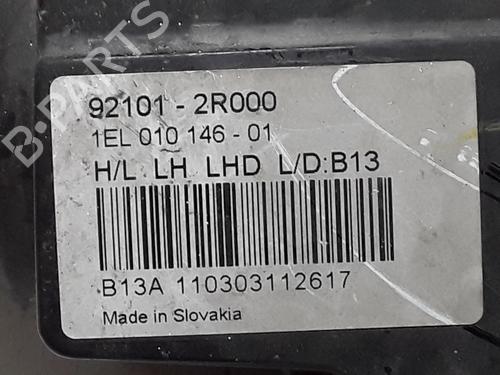 B-PARTS
92101 - 2R000
1EL 010 146 - 01
H/L LH LHD L/D:B13
B13A 110303112617
Made in Slovakia